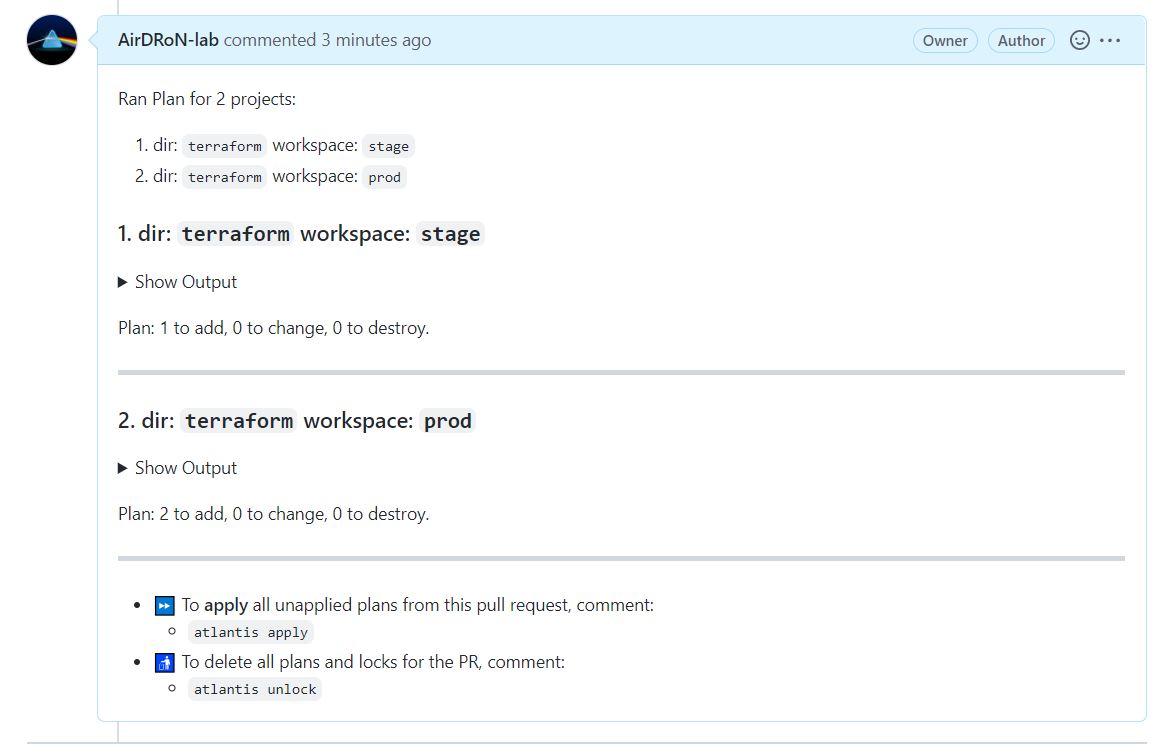 AirDRoN-lab commented 3 minutes ago Owner Author
Ran Plan for 2 projects:
1. dir: terraform workspace: stage
2. dir: terraform workspace: prod
1. dir: terraform workspace: stage
Show Output
Plan: 1 to add, 0 to change, 0 to destroy.
2. dir: terraform workspace: prod
Show Output
Plan: 2 to add, 0 to change, 0 to destroy.
To apply all unapplied plans from this pull request, comment:
atlantis apply
To delete all plans and locks for the PR, comment:
atlantis unlock